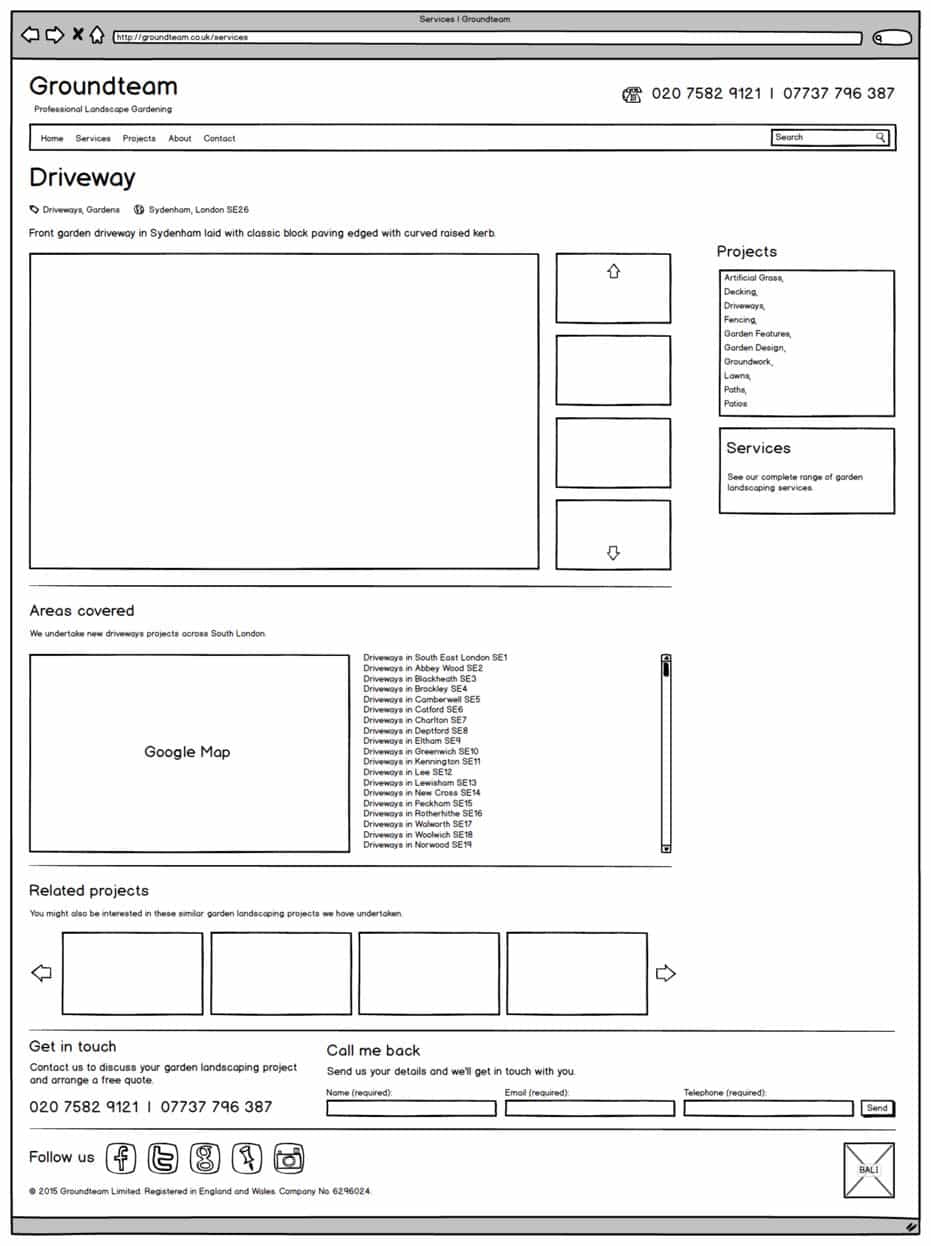 Services | Groundteam
http://groundteam.co.uk/services
Groundteam
Professional Landscape Gardening
020 7582 9121 | 07737 796 387
Home Services Projects About Contact
Search
Driveway
Driveways, Gardens Sydenham, London SE26
Front garden driveway in Sydenham laid with classic block paving edged with curved raised kerb.
Projects
Artificial Grass,
Decking,
Driveways,
Fencing,
Garden Features,
Garden Design,
Groundwork,
Lawns,
Paths,
Patios
Services
See our complete range of garden
landscaping services.
Areas covered
We undertake new driveways projects across South London.
Google Map
Driveways in South East London SE1
Driveways in Abbey Wood SE2
Driveways in Blackheath SE3
Driveways in Brockley SE4
Driveways in Camberwell SE5
Driveways in Catford SE6
Driveways in Charlton SE7
Driveways in Deptford SE8
Driveways in Eltham SE9
Driveways in Greenwich SE10
Driveways in Kennington SE11
Driveways in Lee SE12
Driveways in Lewisham SE13
Driveways in New Cross SE14
Driveways in Peckham SE15
Driveways in Rotherhithe SE16
Driveways in Walworth SE17
Driveways in Woolwich SE18
Driveways in Norwood SE19
Related projects
You might also be interested in these similar garden landscaping projects we have undertaken.
Get in touch
Contact us to discuss your garden landscaping project
and arrange a free quote.
020 7582 9121 | 07737 796 387
Call me back
Send us your details and we'll get in touch with you.
Name (required): Email (required): Telephone (required):
Send
Follow us
BALI
© 2015 Groundteam Limited. Registered in England and Wales. Company No. 6296024.